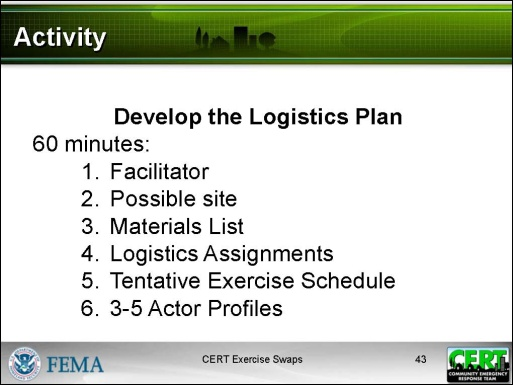 Activity
Develop the Logistics Plan
60 minutes:
1. Facilitator
2. Possible site
3. Materials List
4. Logistics Assignments
5. Tentative Exercise Schedule
6. 3-5 Actor Profiles
FEMA
CERT Exercise Swaps
43
CERT
COMMUNITY EMERGENCY
RESPONSE TEAM